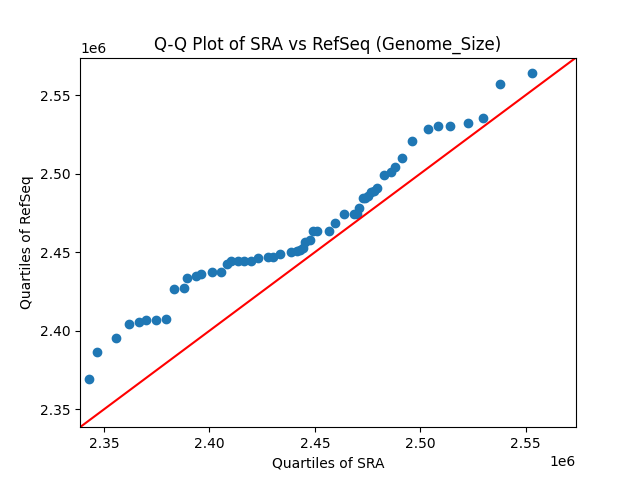 Q-Q Plot of SRA vs RefSeq (Genome_Size)
1e6
2.55
2.50
2.45
2.40
2.35
Quartiles of RefSeq
2.35
2.40
2.45
2.50
2.55
Quartiles of SRA
1e6